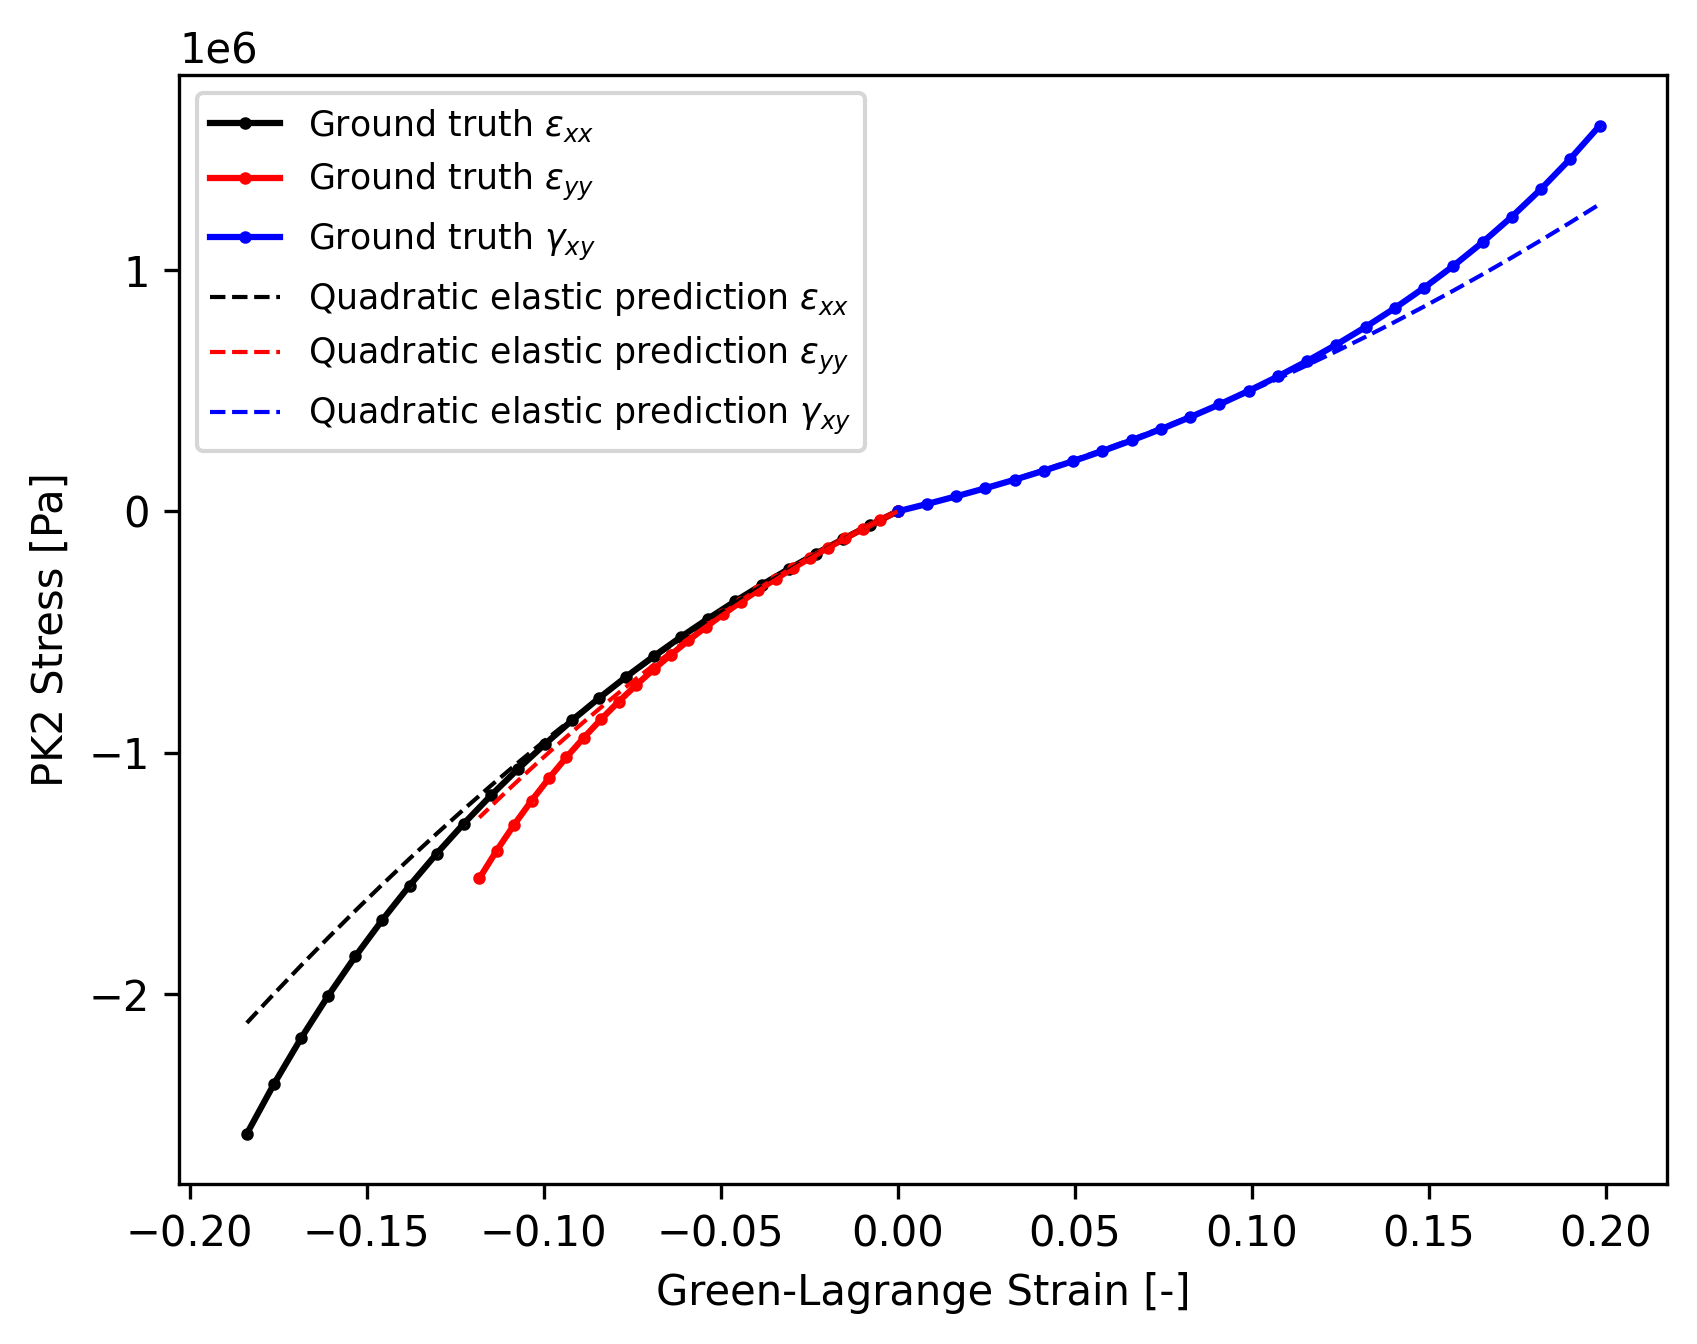 1e6
Ground truth εxx
Ground truth εyy
Ground truth γxy
Quadratic elastic prediction εxx
Quadratic elastic prediction εyy
Quadratic elastic prediction γxy
1
0
−1
−2
PK2 Stress [Pa]
−0.20 −0.15 −0.10 −0.05 0.00 0.05 0.10 0.15 0.20
Green-Lagrange Strain [-]